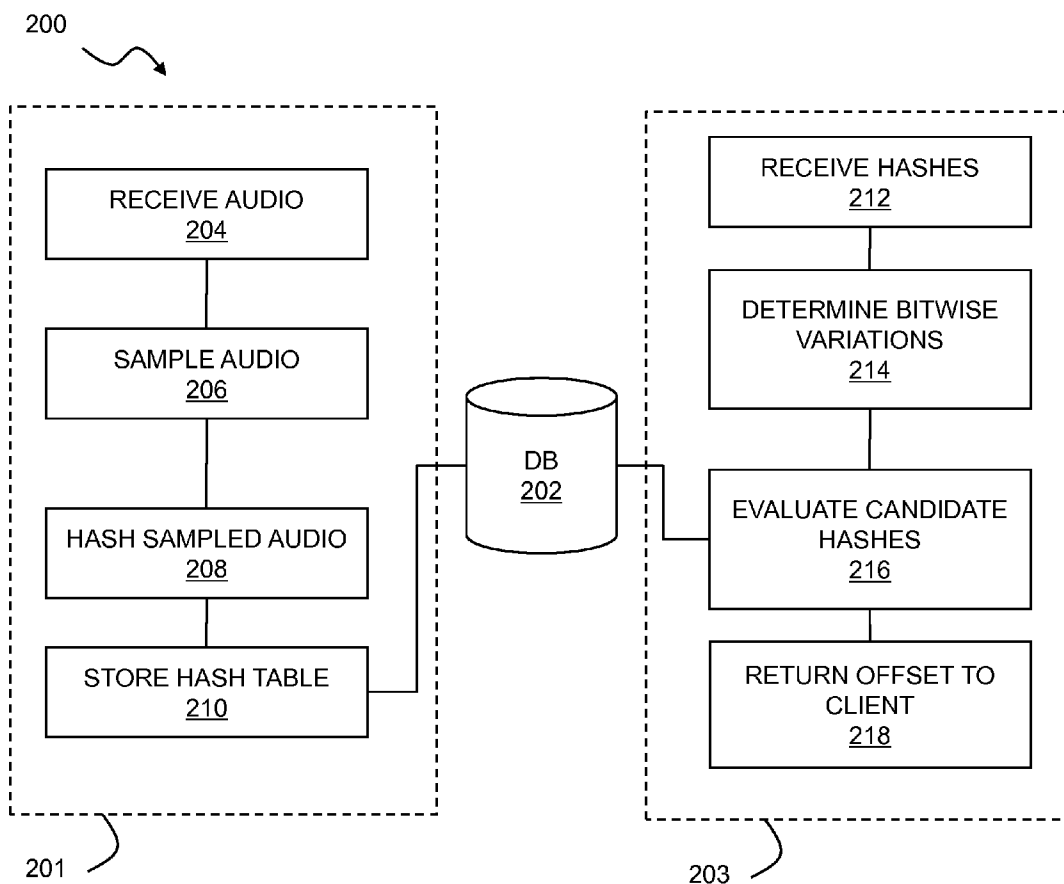 200
RECEIVE AUDIO
204
SAMPLE AUDIO
206
HASH SAMPLED AUDIO
208
STORE HASH TABLE
210
201
DB
202
RECEIVE HASHES
212
DETERMINE BITWISE
VARIATIONS
214
EVALUATE CANDIDATE
HASHES
216
RETURN OFFSET TO
CLIENT
218
203